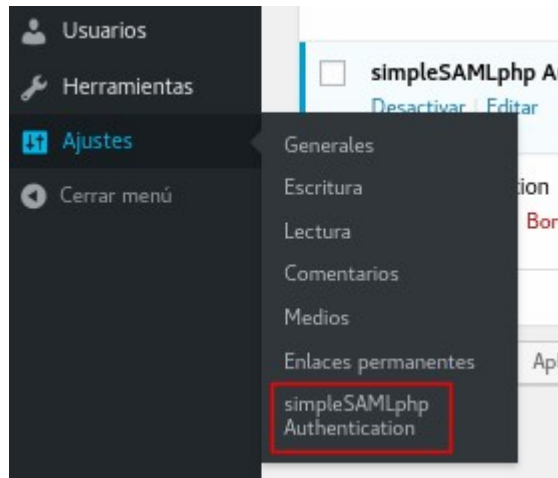 Usuarios
Herramientas
Ajustes
Cerrar menú
simpleSAMLphp
Desactivar | Editar
Generales
Escritura
Lectura
Comentarios
Medios
Enlaces permanentes
simpleSAMLphp
Authentication